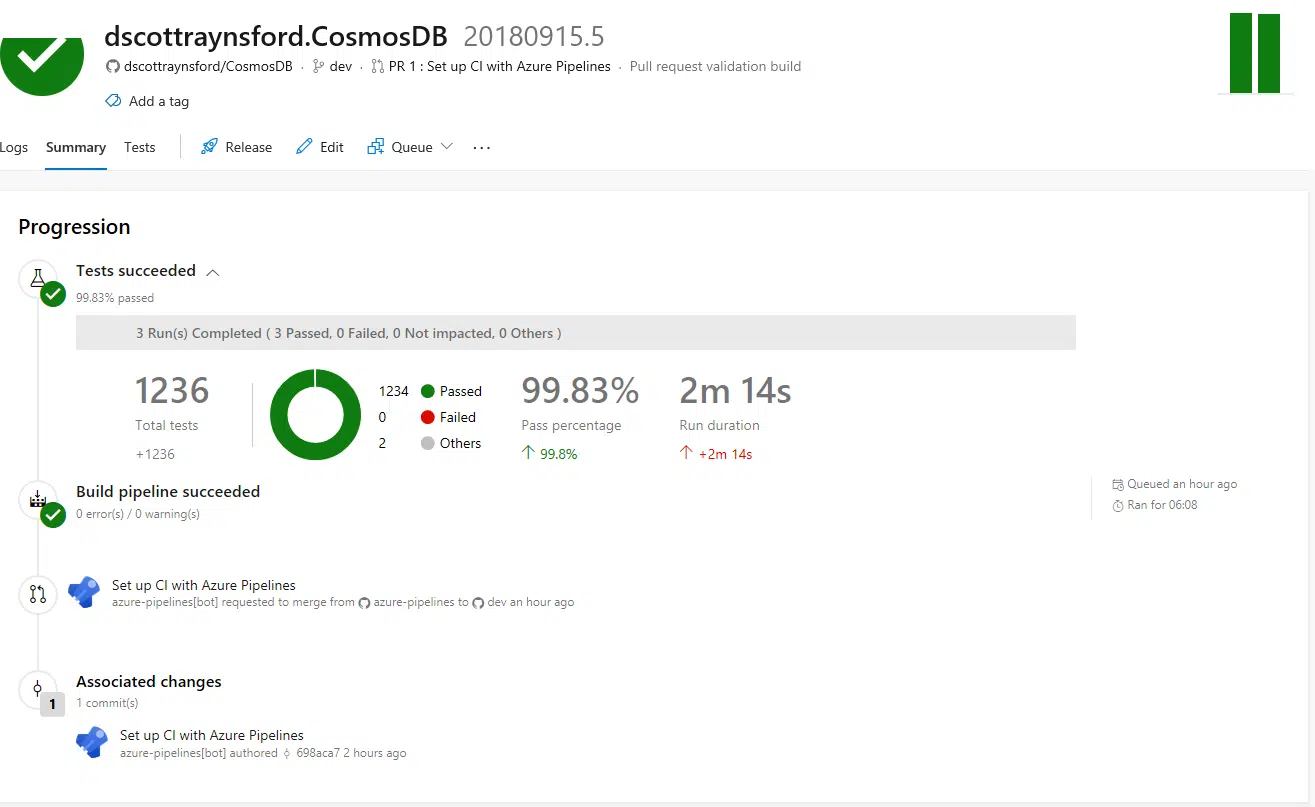 dscottraynsford.CosmosDB 20180915.5
dscottraynsford/CosmosDB · dev · PR 1 : Set up CI with Azure Pipelines · Pull request validation build
Add a tag
Logs Summary Tests Release Edit Queue ...
Progression
Tests succeeded
99.83% passed
3 Run(s) Completed ( 3 Passed, 0 Failed, 0 Not impacted, 0 Others )
1236 1234 Passed 99.83% 2m 14s
Total tests 0 Failed Pass percentage Run duration
+1236 2 Others 99.8% +2m 14s
Build pipeline succeeded Queued an hour ago
0 error(s) / 0 warning(s) Ran for 06:08
Set up CI with Azure Pipelines
azure-pipelines[bot] requested to merge from azure-pipelines to dev an hour ago
Associated changes
1 1 commit(s)
Set up CI with Azure Pipelines
azure-pipelines[bot] authored 698aca7 2 hours ago